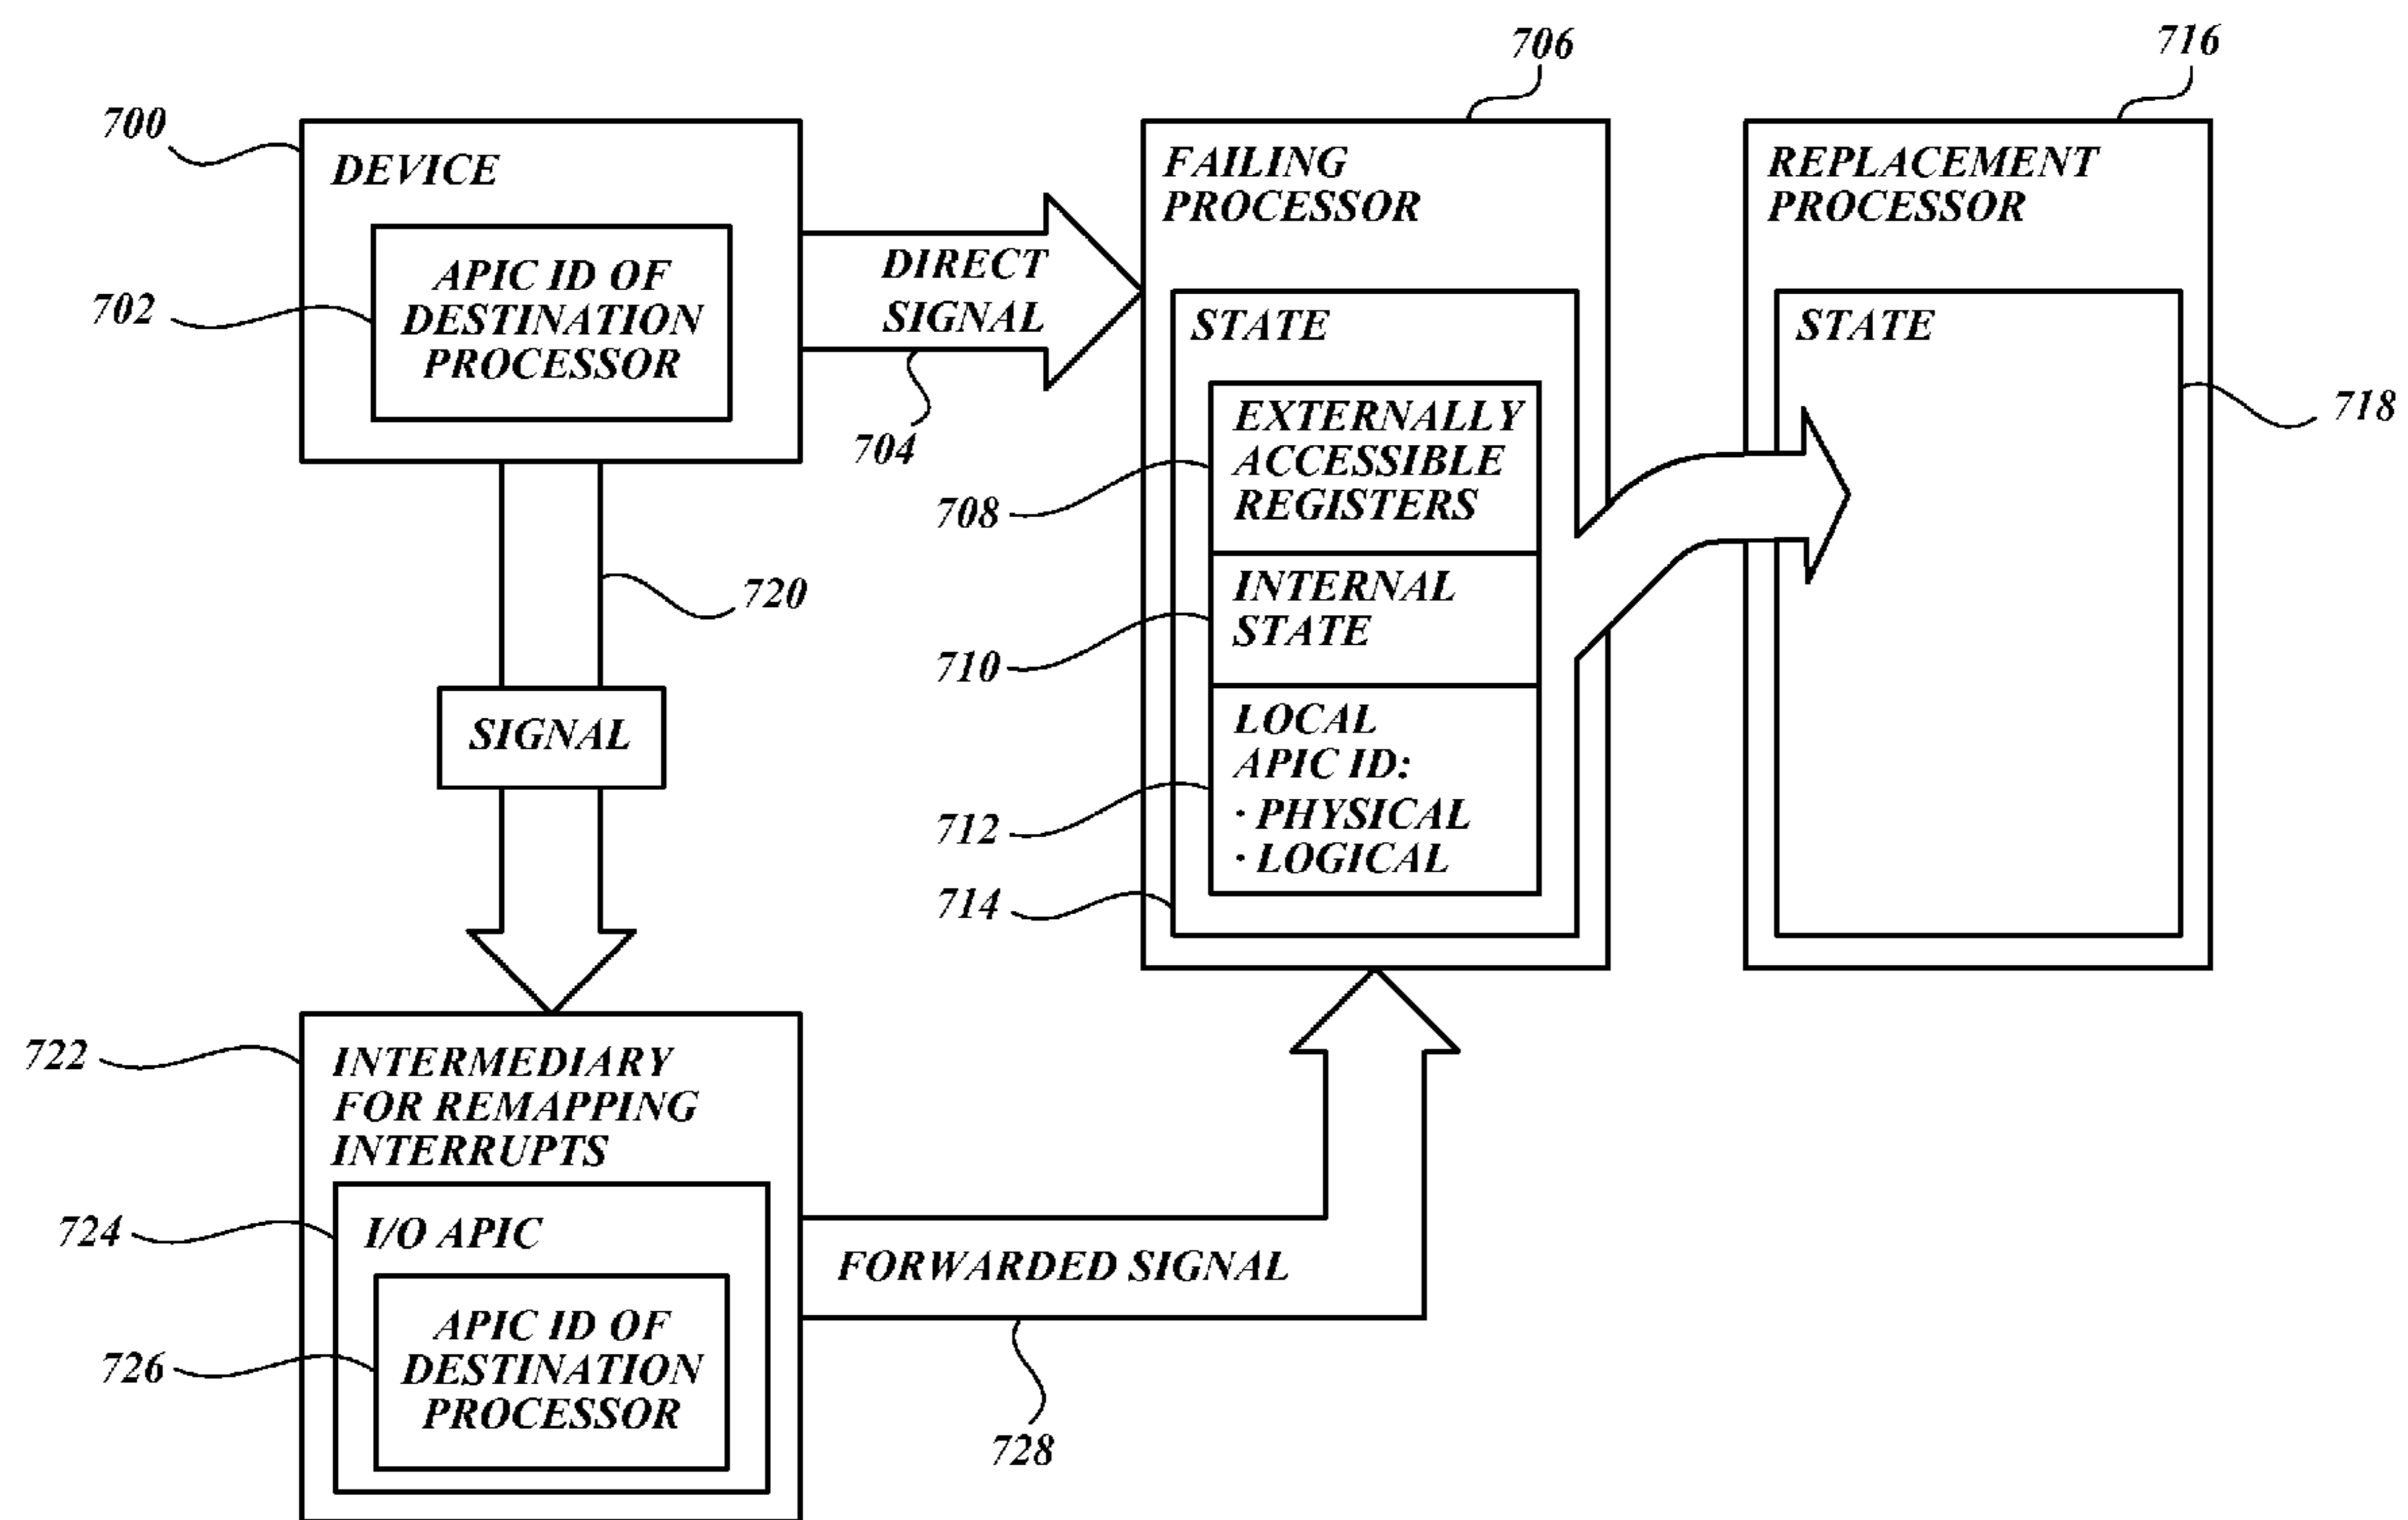 706
716
700
DEVICE
FAILING
PROCESSOR
REPLACEMENT
PROCESSOR
702
APIC ID OF
DESTINATION
PROCESSOR
DIRECT
SIGNAL
704
STATE
STATE
718
EXTERNALLY
ACCESSIBLE
REGISTERS
708
INTERNAL
STATE
710
720
LOCAL
APIC ID:
· PHYSICAL
· LOGICAL
712
714
SIGNAL
722
INTERMEDIARY
FOR REMAPPING
INTERRUPTS
724
I/O APIC
726
APIC ID OF
DESTINATION
PROCESSOR
FORWARDED SIGNAL
728